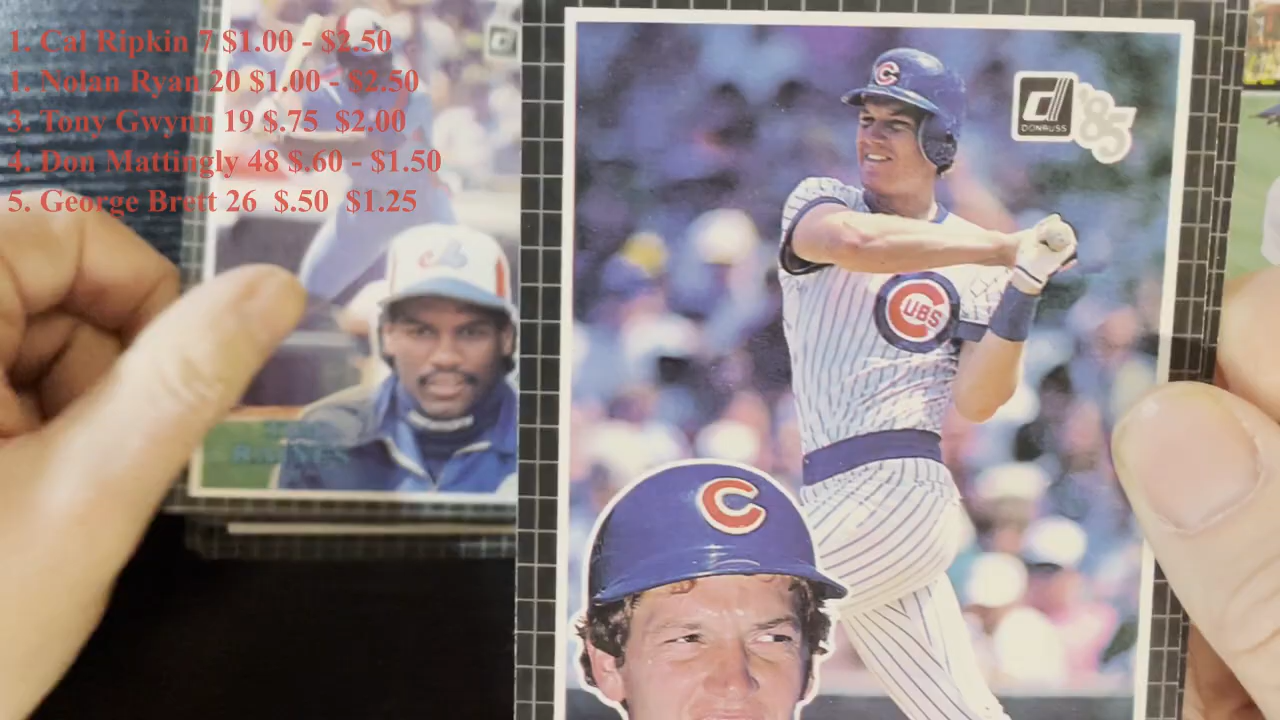 1. Cal Ripkin 7 $1.00 - $2.50
1. Nolan Ryan 20 $1.00 - $2.50
3. Tony Gwynn 19 $.75 $2.00
4. Don Mattingly 48 $.60 - $1.50
5. George Brett 26 $.50 $1.25
d
DONRUSS
'85
C
CUBS
C
RAINES